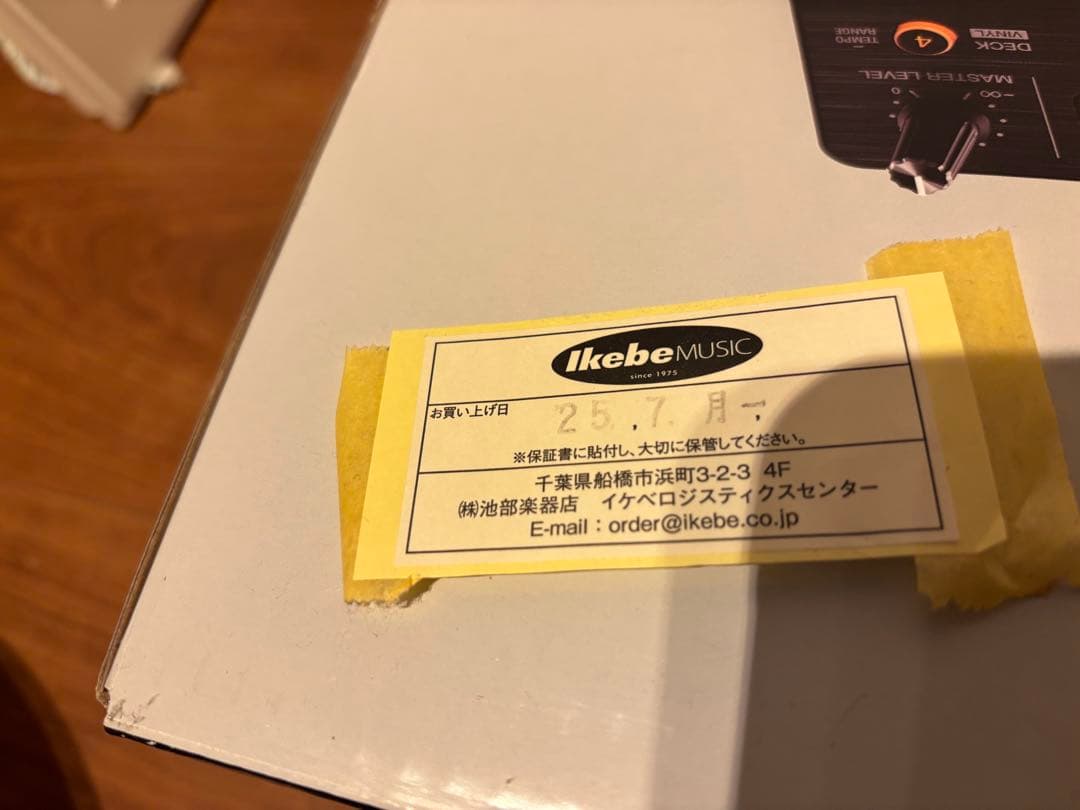 DECK
VINYL
4
TEMPO
RANGE
MASTER LEVEL
-∞
0
Ikebe MUSIC
since 1975
お買い上げ日 25.,7. 月
※保証書に貼付し、大切に保管してください。
千葉県船橋市浜町3-2-3 4F
㈱池部楽器店 イケベロジスティクスセンター
E-mail：order@ikebe.co.jp